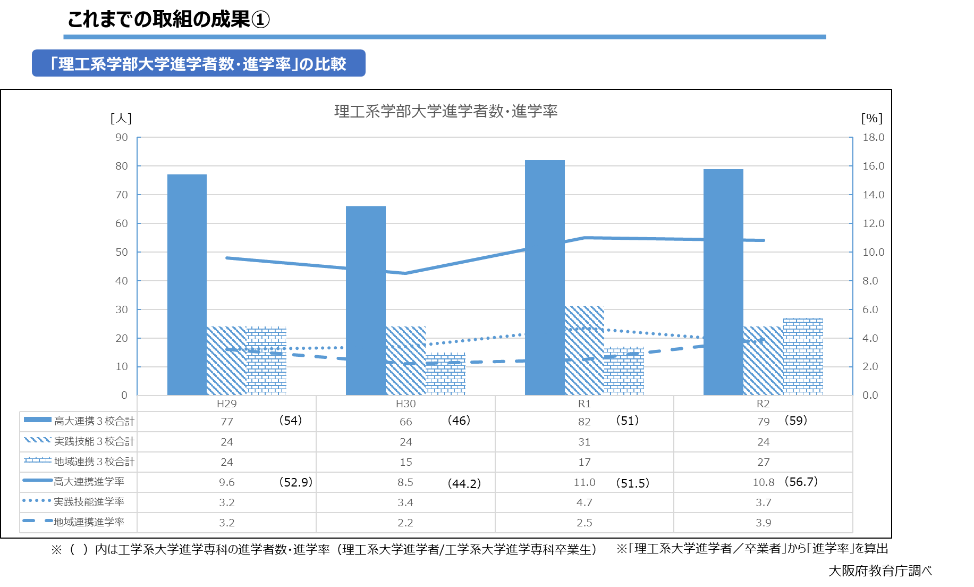 これまでの取組の成果①
「理工系学部大学進学者数・進学率」の比較
理工系学部大学進学者数・進学率
[人] [%]
90 18.0
80 16.0
70 14.0
60 12.0
50 10.0
40 8.0
30 6.0
20 4.0
10 2.0
0 0.0
H29 H30 R1 R2
高大連携３校合計 77 (54) 66 (46) 82 (51) 79 (59)
実践技能３校合計 24 24 31 24
地域連携３校合計 24 15 17 27
高大連携進学率 9.6 (52.9) 8.5 (44.2) 11.0 (51.5) 10.8 (56.7)
実践技能進学率 3.2 3.4 4.7 3.7
地域連携進学率 3.2 2.2 2.5 3.9
※（ ）内は工学系大学進学専科の進学者数・進学率（理工系大学進学者/工学系大学進学専科卒業生） ※「理工系大学進学者／卒業者」から「進学率」を算出
大阪府教台庁調べ